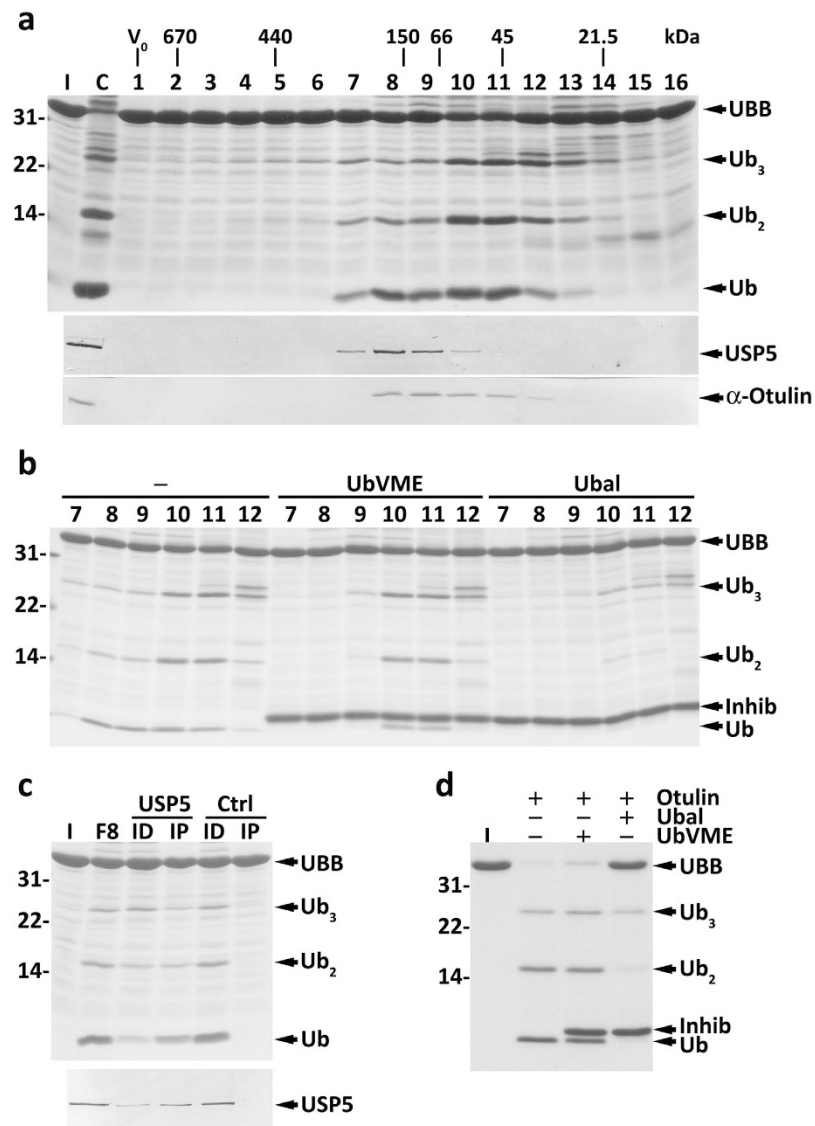 a
V₀ 670 440 150 66 45 21.5 kDa
I C 1 2 3 4 5 6 7 8 9 10 11 12 13 14 15 16
31- UBB
22- Ub₃
14- Ub₂
Ub
USP5
α-Otulin
b
– UbVME Ubal
7 8 9 10 11 12 7 8 9 10 11 12 7 8 9 10 11 12
UBB
31-
Ub₃
22-
14- Ub₂
Inhib
Ub
c
USP5 Ctrl
I F8 ID IP ID IP
UBB
31-
Ub₃
22-
Ub₂
14-
Ub
USP5
d
+ + + Otulin
– – + Ubal
I – + – UbVME
UBB
31-
Ub₃
22-
Ub₂
14-
Inhib
Ub